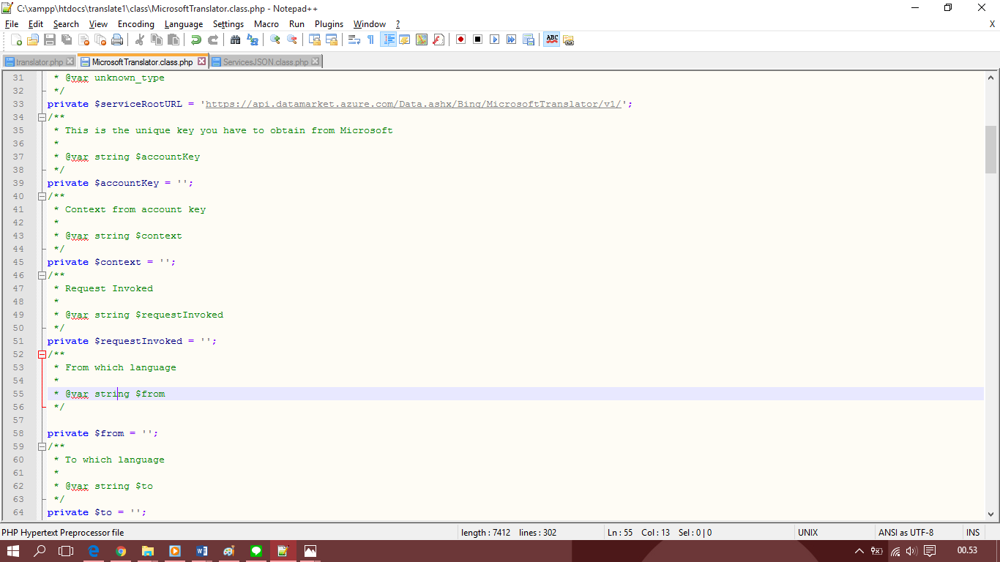 C:\xampp\htdocs\translate1\class\MicrosoftTranslator.class.php - Notepad++
File Edit Search View Encoding Language Settings Macro Run Plugins Window ? X
translator.php MicrosoftTranslator.class.php ServicesJSON.class.php
31 * @var unknown_type
32 */
33 private $serviceRootURL = 'https://api.datamarket.azure.com/Data.ashx/Bing/MicrosoftTranslator/v1/';
34 /**
35 * This is the unique key you have to obtain from Microsoft
36 *
37 * @var string $accountKey
38 */
39 private $accountKey = '';
40 /**
41 * Context from account key
42 *
43 * @var string $context
44 */
45 private $context = '';
46 /**
47 * Request Invoked
48 *
49 * @var string $requestInvoked
50 */
51 private $requestInvoked = '';
52 /**
53 * From which language
54 *
55 * @var string $from
56 */
57
58 private $from = '';
59 /**
60 * To which language
61 *
62 * @var string $to
63 */
64 private $to = '';
PHP Hypertext Preprocessor file length : 7412 lines : 302 Ln : 55 Col : 13 Sel : 0 | 0 UNIX ANSI as UTF-8 INS
00.53